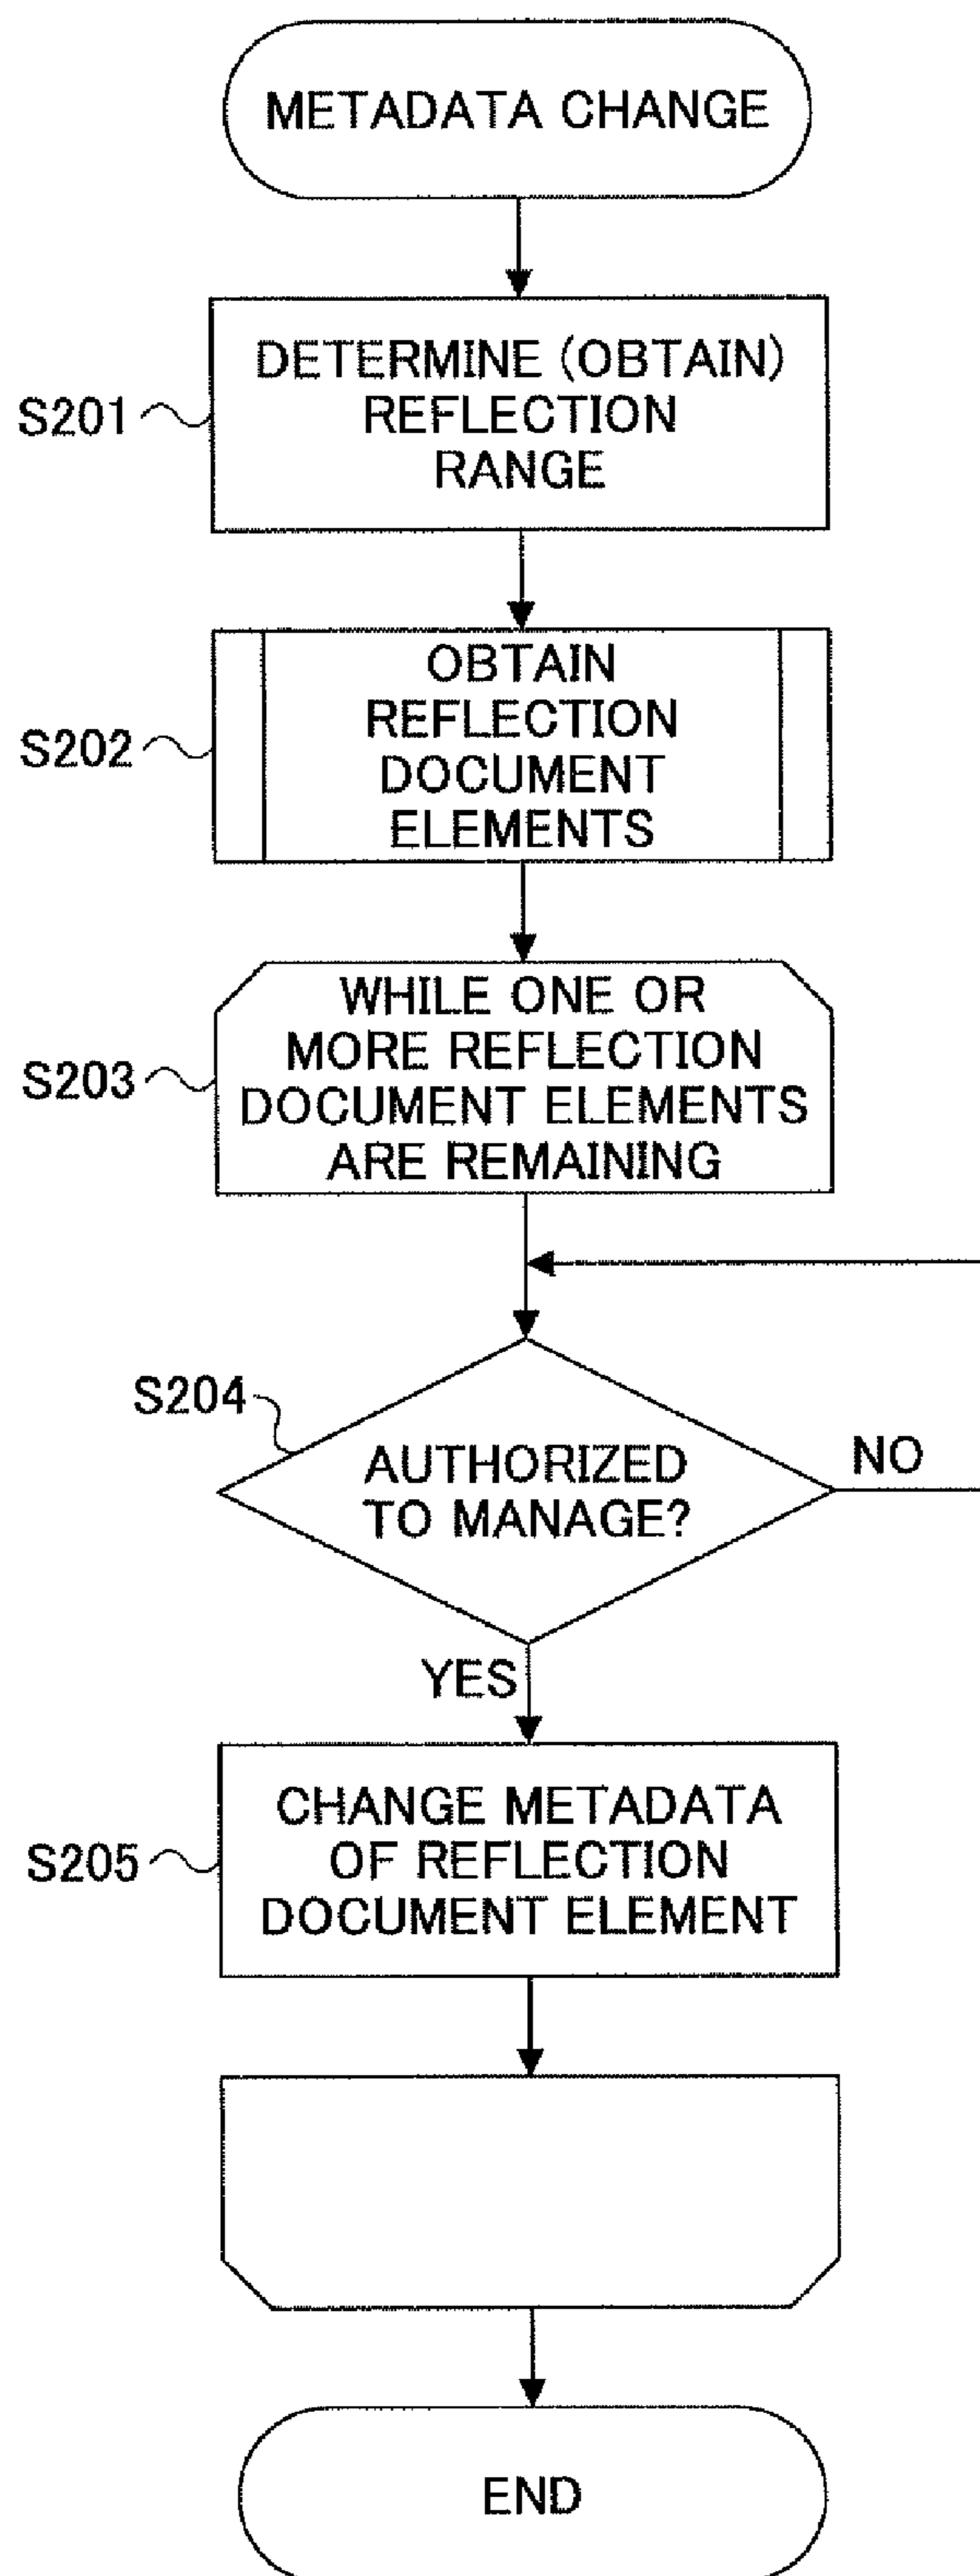 METADATA CHANGE
DETERMINE (OBTAIN)
REFLECTION
RANGE
S201
OBTAIN
REFLECTION
DOCUMENT
ELEMENTS
S202
WHILE ONE OR
MORE REFLECTION
DOCUMENT ELEMENTS
ARE REMAINING
S203
S204
AUTHORIZED
TO MANAGE?
NO
YES
CHANGE METADATA
OF REFLECTION
DOCUMENT ELEMENT
S205
END